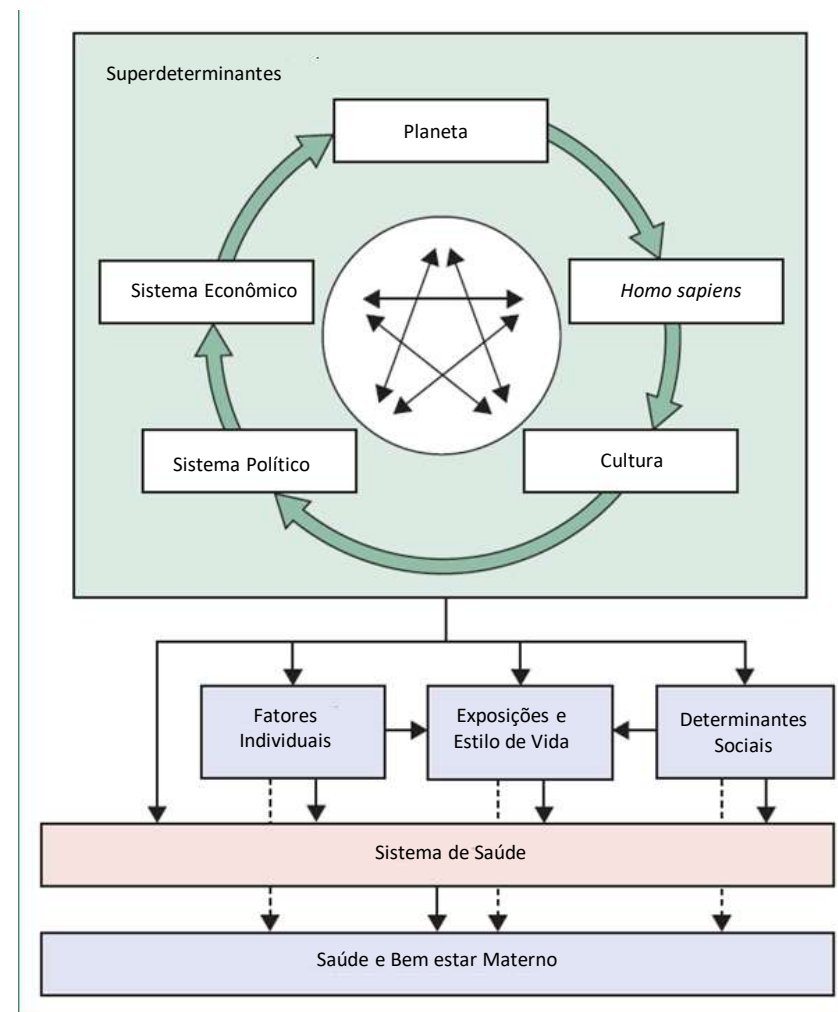 Superdeterminantes
Planeta
Sistema Econômico
Homo sapiens
Sistema Político
Cultura
Fatores
Individuais
Exposições e
Estilo de Vida
Determinantes
Sociais
Sistema de Saúde
Saúde e Bem estar Materno